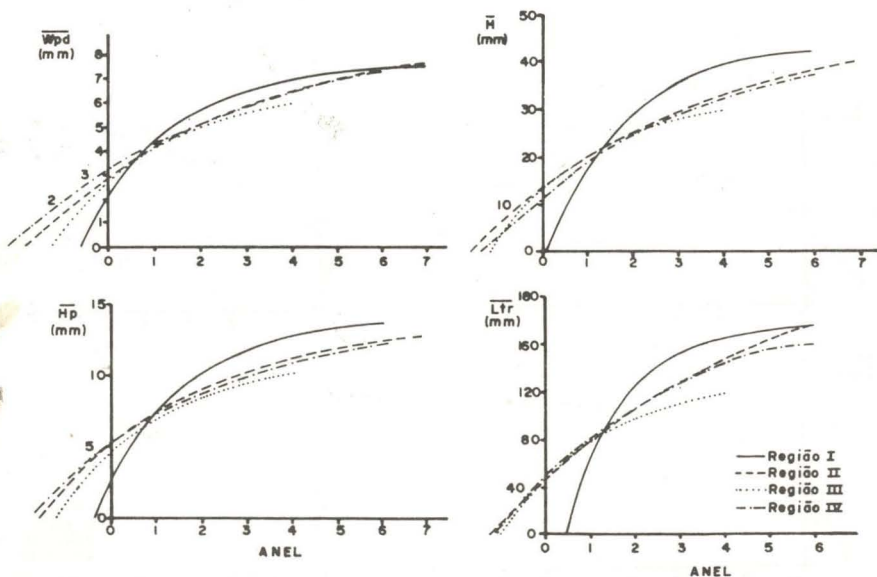 Wpd
(mm)
8
7
6
5
4
3
2
1
0
0 1 2 3 4 5 6 7
H
(mm)
50
40
30
20
10
0
0 1 2 3 4 5 6 7
Hp
(mm)
15
10
5
0
0 1 2 3 4 5 6 7
ANEL
Ltr
(mm)
160
120
80
40
0
0 1 2 3 4 5 6
ANEL
Região I
Região II
Região III
Região IV